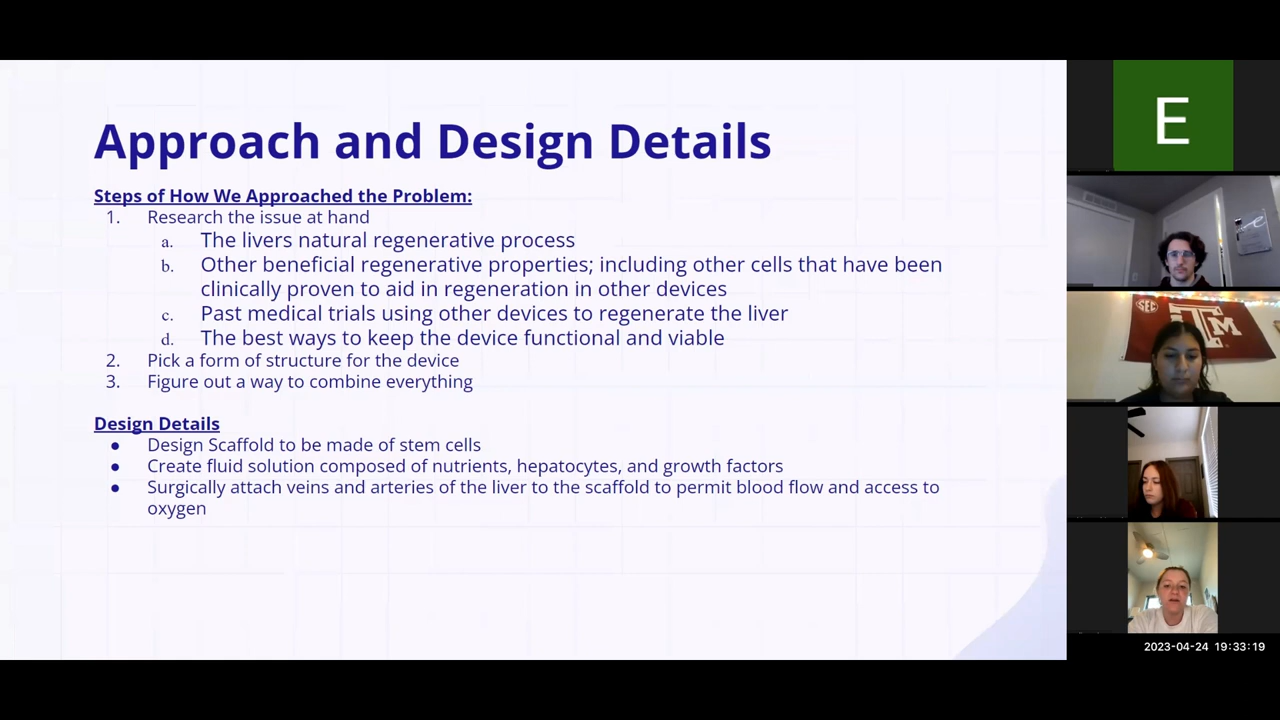 Approach and Design Details
Steps of How We Approached the Problem:
1. Research the issue at hand
a. The livers natural regenerative process
b. Other beneficial regenerative properties; including other cells that have been
clinically proven to aid in regeneration in other devices
c. Past medical trials using other devices to regenerate the liver
d. The best ways to keep the device functional and viable
2. Pick a form of structure for the device
3. Figure out a way to combine everything
Design Details
● Design Scaffold to be made of stem cells
● Create fluid solution composed of nutrients, hepatocytes, and growth factors
● Surgically attach veins and arteries of the liver to the scaffold to permit blood flow and access to
oxygen
E
SEC
ATM
2023-04-24 19:33:19